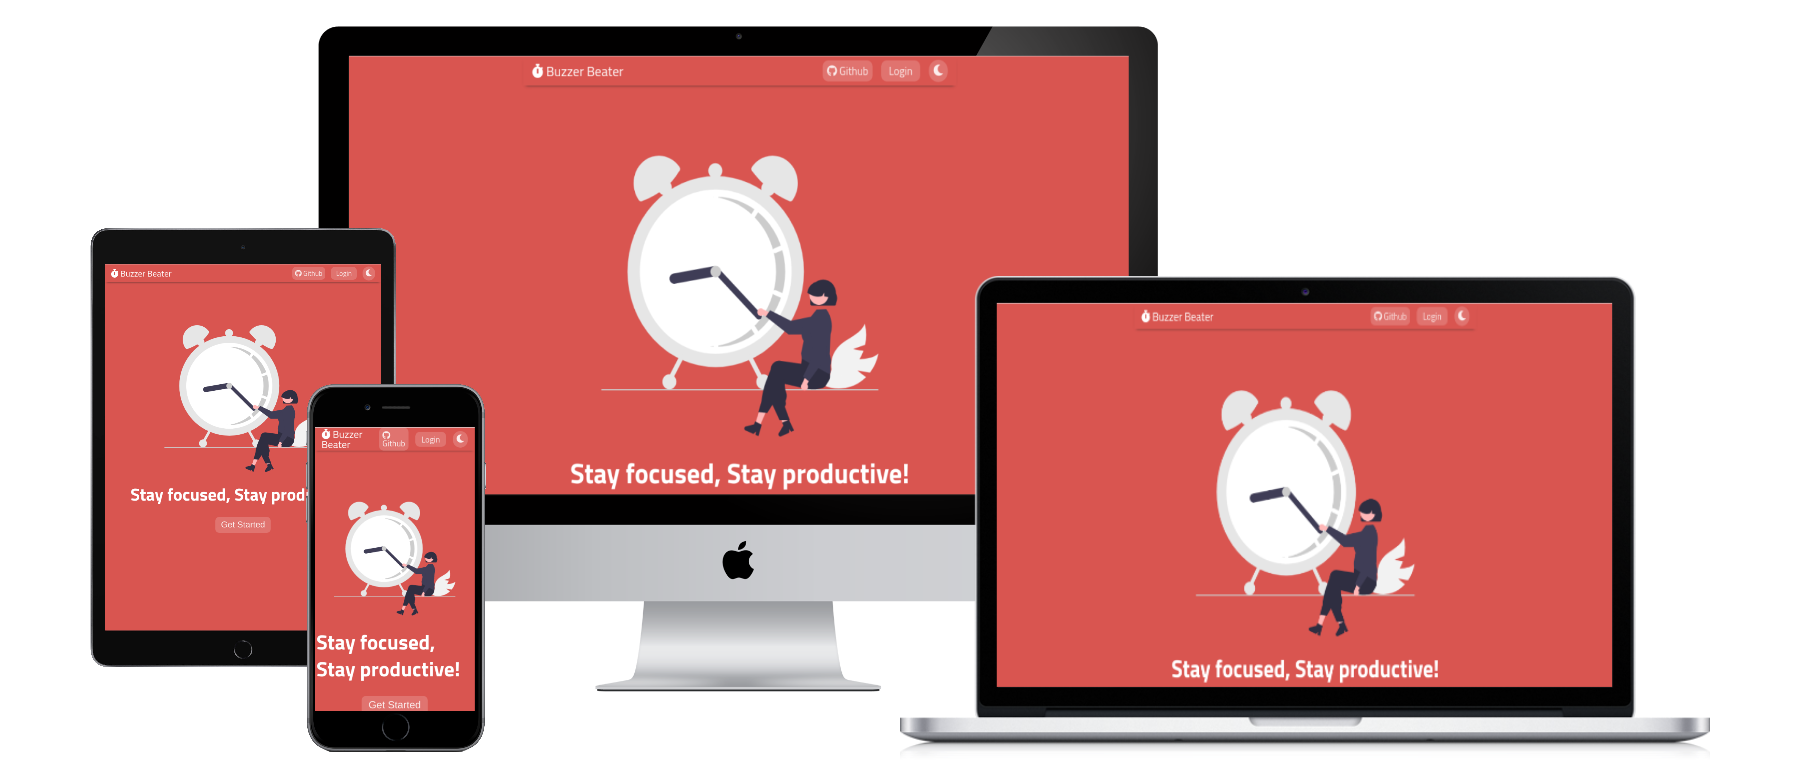 Buzzer Beater Github Login
Stay focused, Stay productive!
Buzzer Beater Github Login
Stay focused, Stay prod
Get Started
Buzzer
Beater
Github
Login
Stay focused,
Stay productive!
Get Started
Buzzer Beater Github Login
Stay focused, Stay productive!